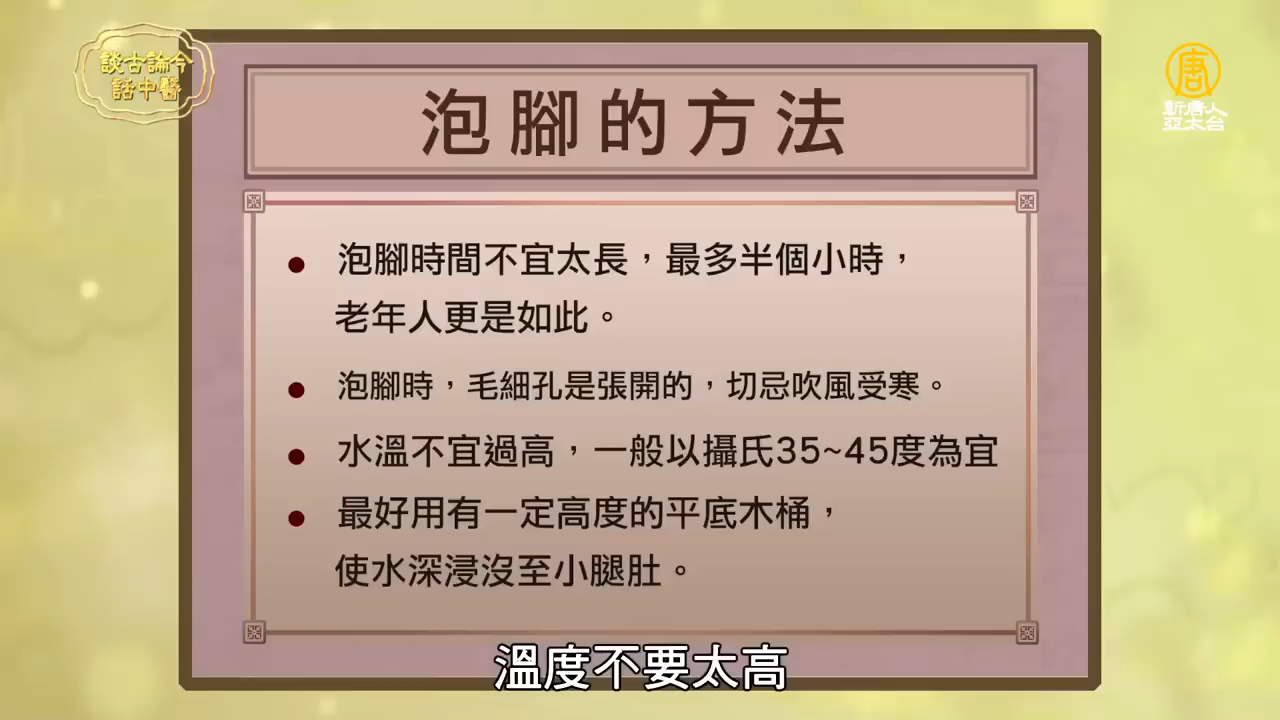 談古論今
話中醫
唐
新唐人
亞太台
泡腳的方法
• 泡腳時間不宜太長，最多半個小時，
老年人更是如此。
• 泡腳時，毛細孔是張開的，切忌吹風受寒。
• 水溫不宜過高，一般以攝氏35~45度為宜
• 最好用有一定高度的平底木桶，
使水深浸沒至小腿肚。
溫度不要太高